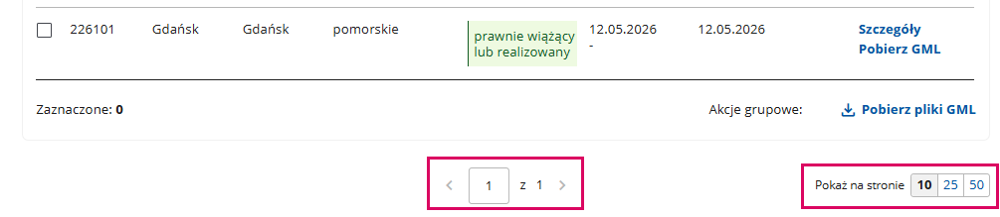 226101 Gdańsk Gdańsk pomorskie prawnie wiążący lub realizowany 12.05.2026 - 12.05.2026 Szczegóły
Pobierz GML
Zaznaczone: 0 Akcje grupowe: Pobierz pliki GML
< 1 z 1 > Pokaż na stronie 10 25 50